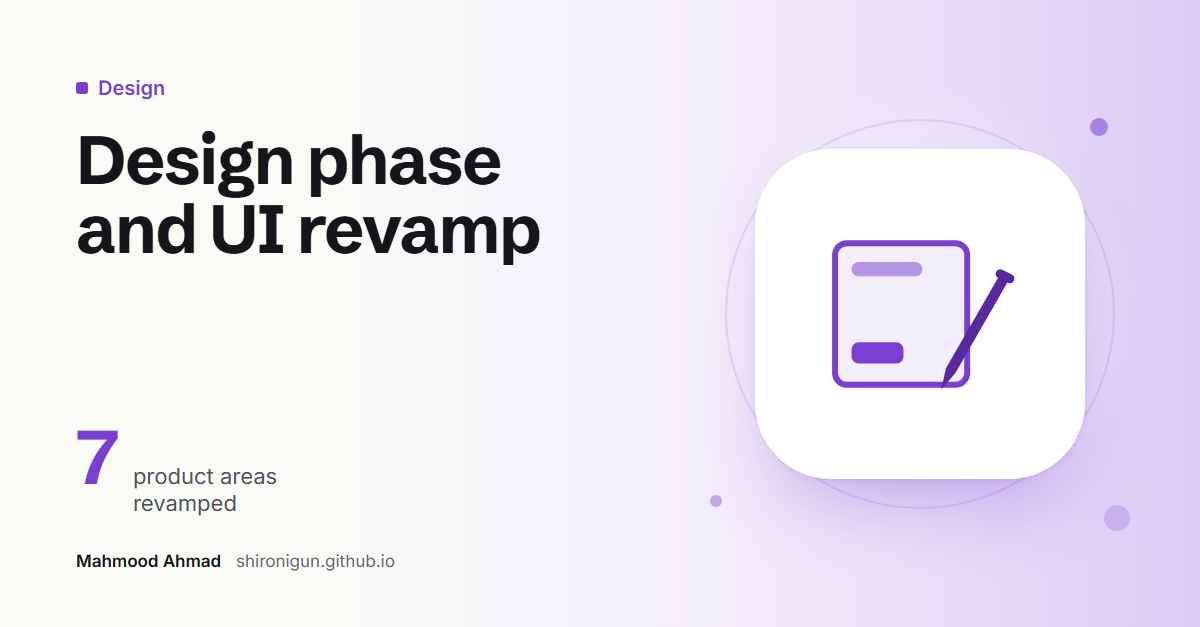 Design
Design phase
and UI revamp
7
product areas
revamped
Mahmood Ahmad shironigun.github.io